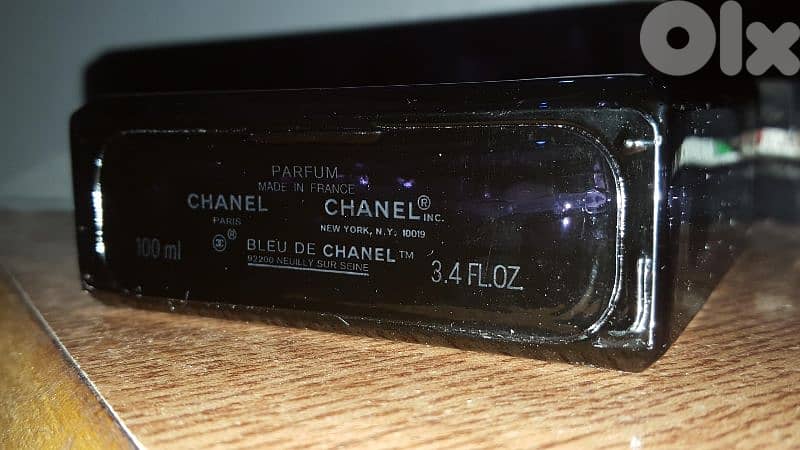 Olx
PARFUM
MADE IN FRANCE
CHANEL CHANEL® INC.
PARIS NEW YORK, N.Y. 10019
100 ml ® BLEU DE CHANEL™ 3.4 FL.OZ.
92200 NEUILLY SUR SEINE